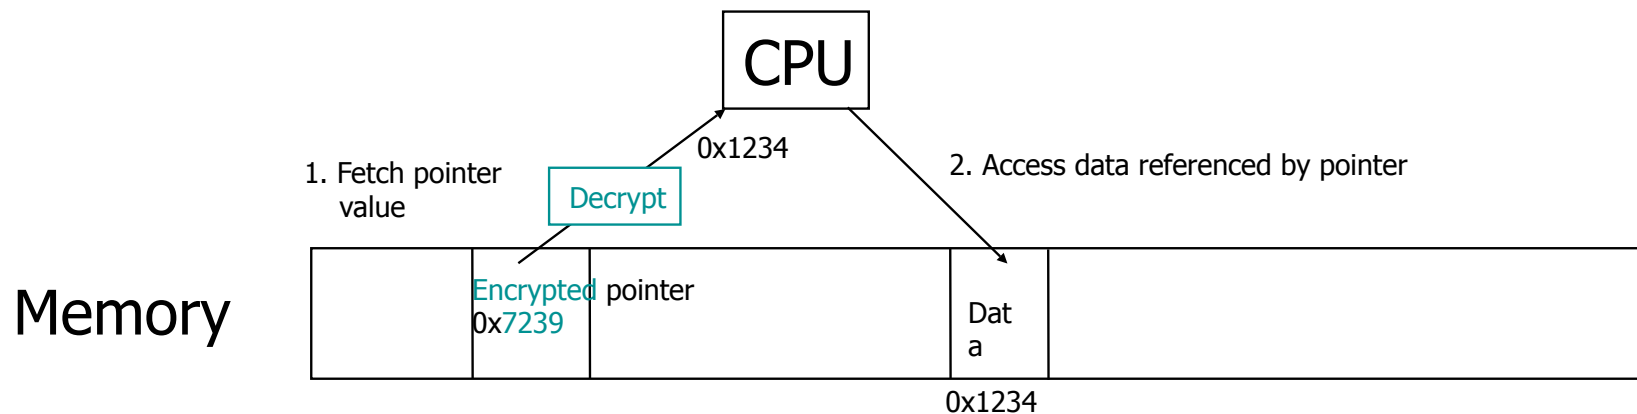 CPU
0x1234
1. Fetch pointer
value
2. Access data referenced by pointer
Decrypt
Memory
Encrypted pointer
0x7239
Dat
a
0x1234